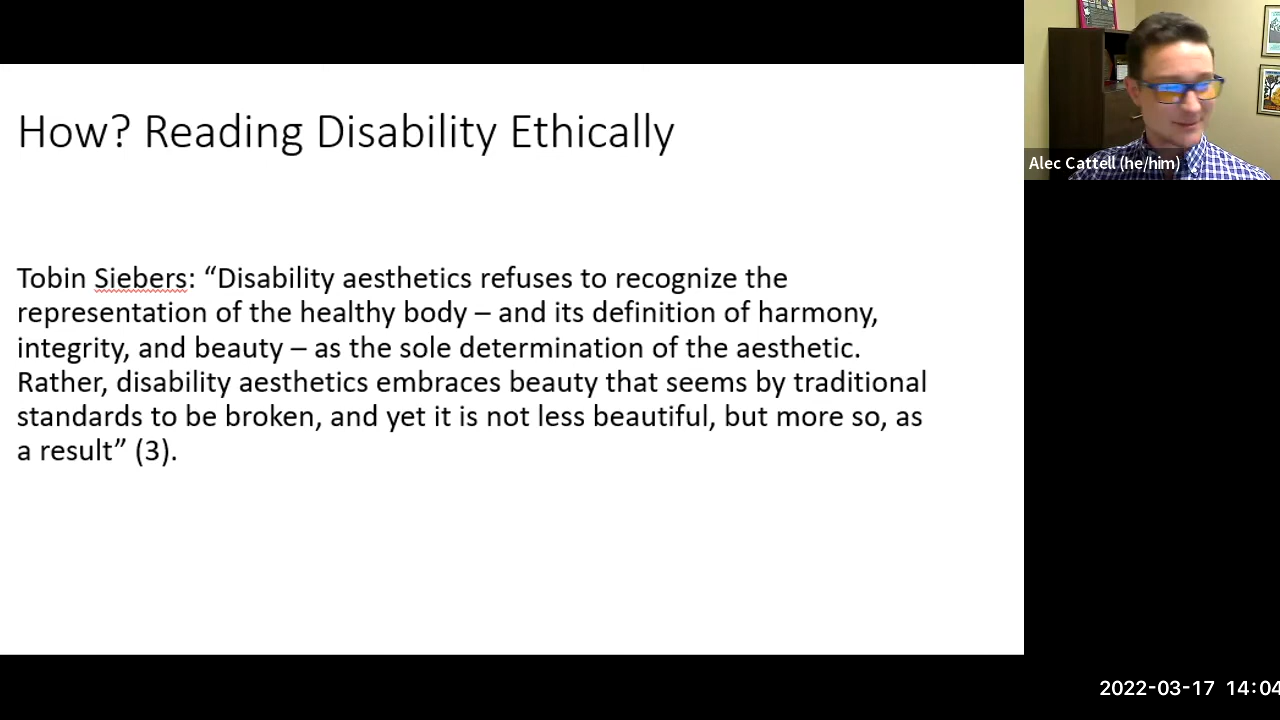 How? Reading Disability Ethically
Tobin Siebers: “Disability aesthetics refuses to recognize the
representation of the healthy body – and its definition of harmony,
integrity, and beauty – as the sole determination of the aesthetic.
Rather, disability aesthetics embraces beauty that seems by traditional
standards to be broken, and yet it is not less beautiful, but more so, as
a result” (3).
Alec Cattell (he/him)
2022-03-17 14:04